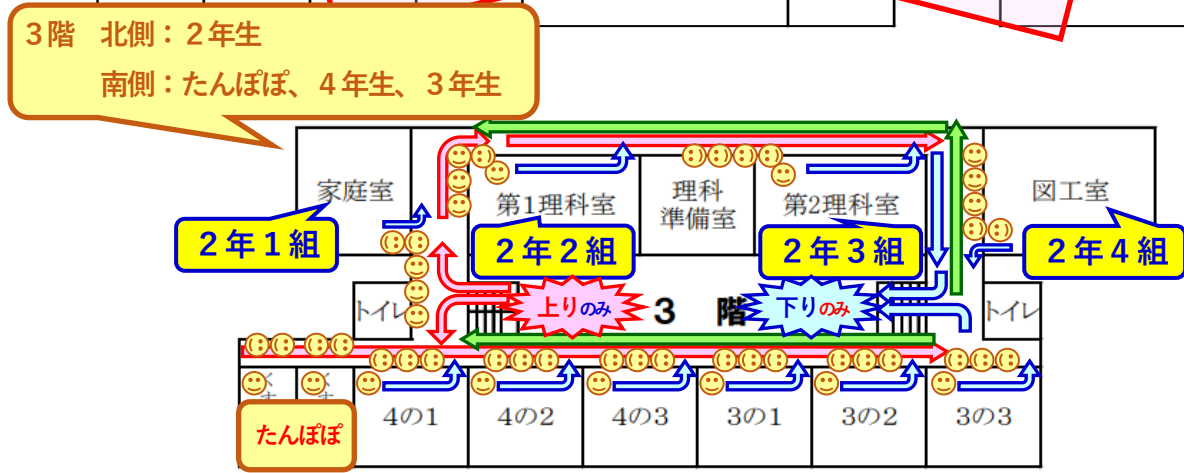 3階　北側：2年生
南側：たんぽぽ、4年生、3年生
家庭室
第1理科室
理科
準備室
第2理科室
図工室
2年1組
2年2組
2年3組
2年4組
トイレ
上りのみ
3　階
下りのみ
トイレ
たんぽぽ
4の1
4の2
4の3
3の1
3の2
3の3